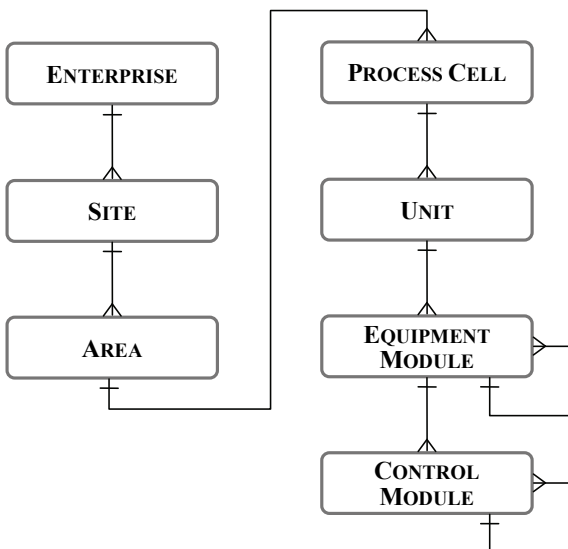 ENTERPRISE
SITE
AREA
PROCESS CELL
UNIT
EQUIPMENT
MODULE
CONTROL
MODULE